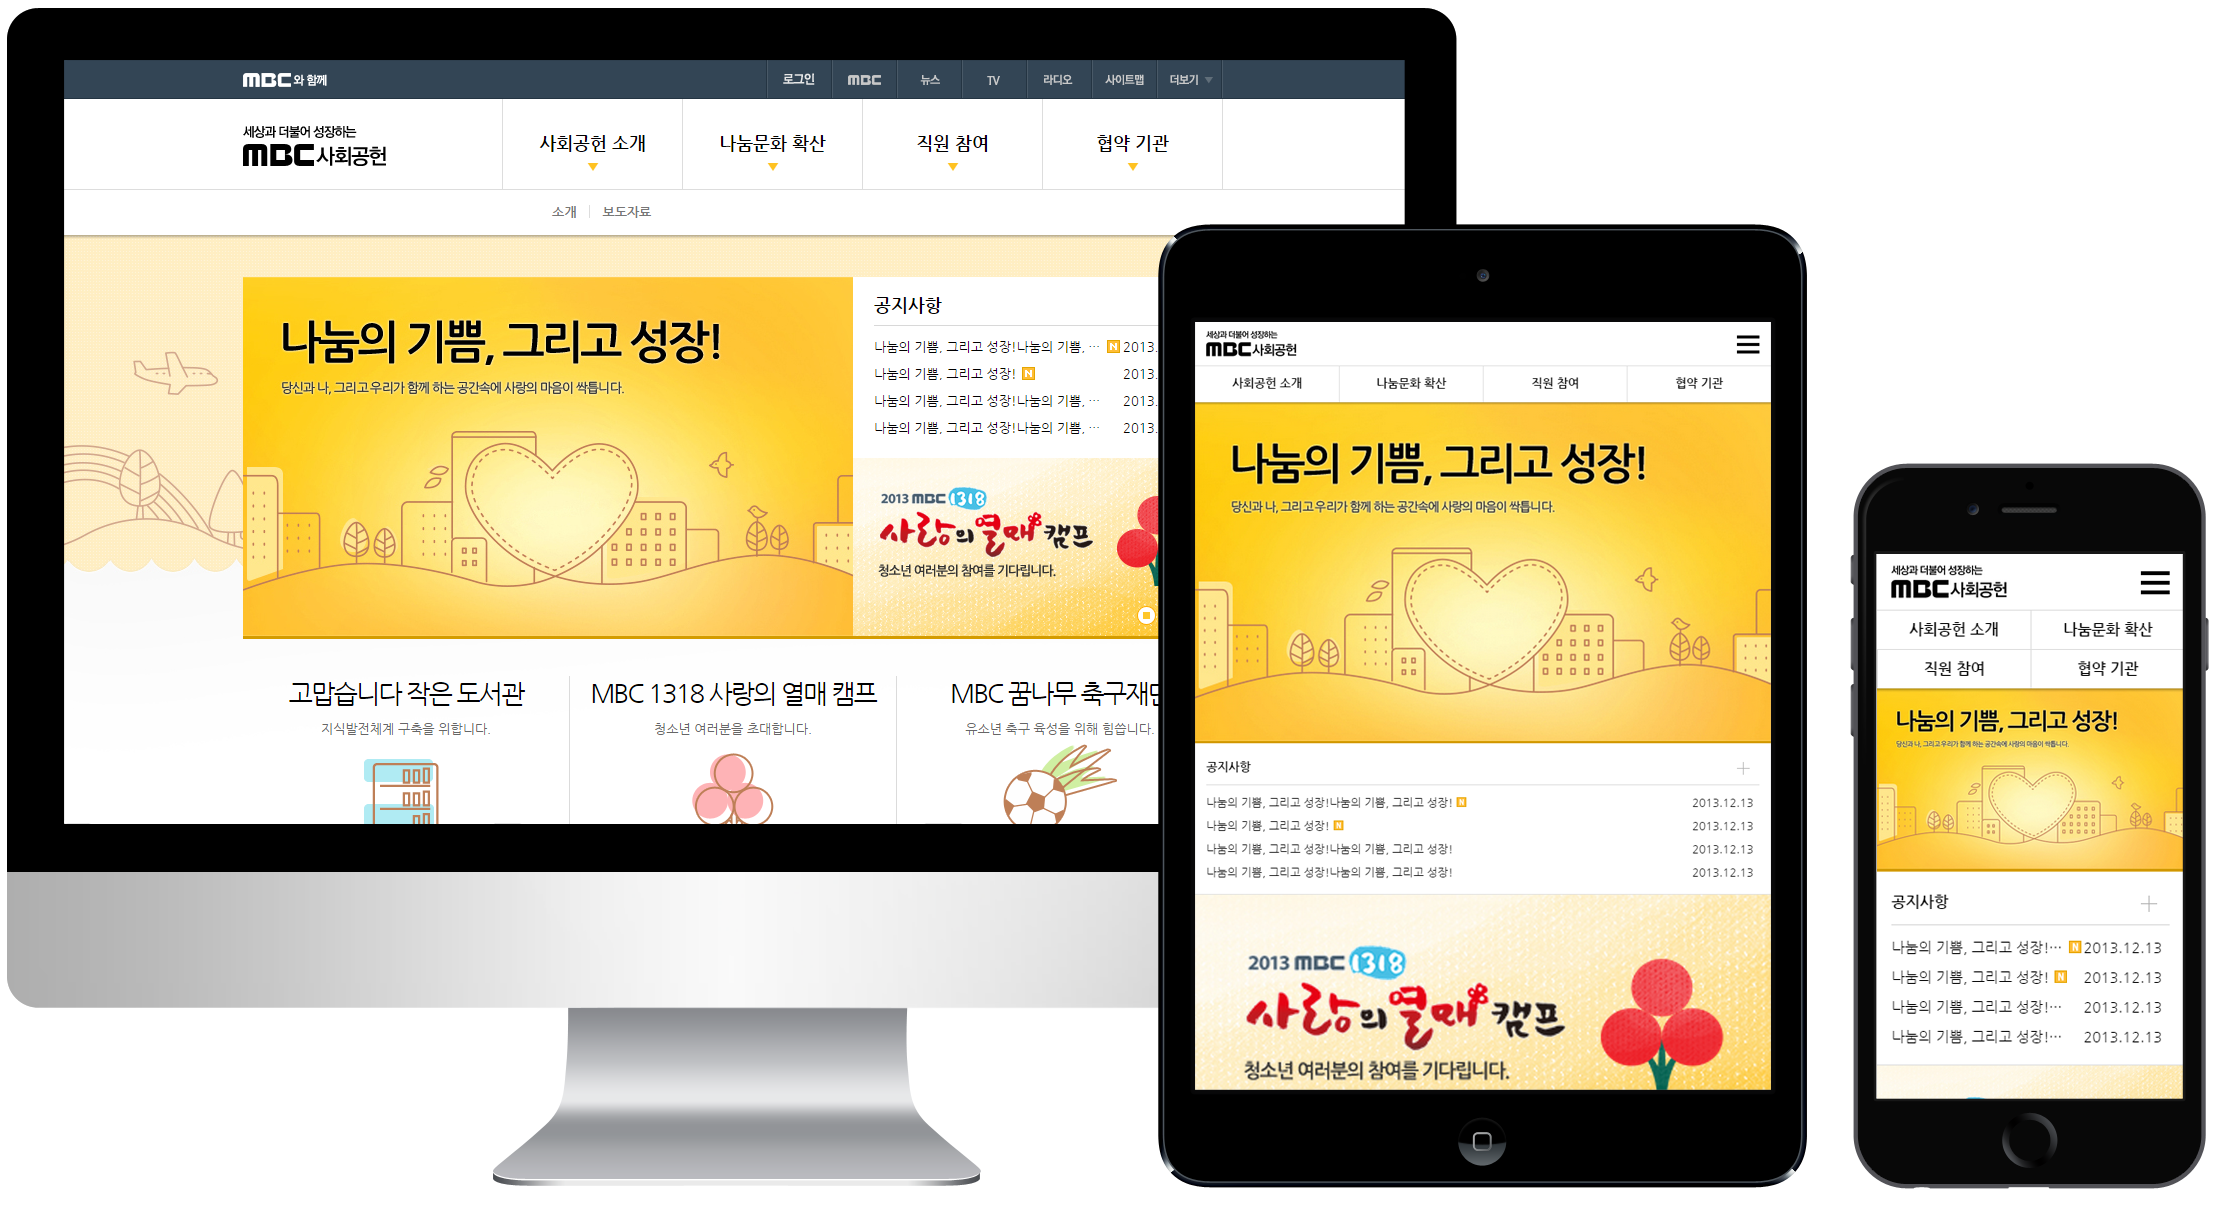 MBC와 함께
로그인 MBC 뉴스 TV 라디오 사이트맵 더보기
세상과 더불어 성장하는
MBC 사회공헌
사회공헌 소개 나눔문화 확산 직원 참여 협약 기관
소개 보도자료
나눔의 기쁨, 그리고 성장!
당신과 나, 그리고 우리가 함께 하는 공간속에 사랑의 마음이 싹틉니다.
공지사항
나눔의 기쁨, 그리고 성장!나눔의 기쁨, … N 2013.
나눔의 기쁨, 그리고 성장! N 2013.
나눔의 기쁨, 그리고 성장!나눔의 기쁨, … 2013.
나눔의 기쁨, 그리고 성장!나눔의 기쁨, … 2013.
2013 MBC 1318
사랑의 열매 캠프
청소년 여러분의 참여를 기다립니다.
고맙습니다 작은 도서관
지식발전체계 구축을 위합니다.
MBC 1318 사랑의 열매 캠프
청소년 여러분을 초대합니다.
MBC 꿈나무 축구재단
유소년 축구 육성을 위해 힘씁니다.
세상과 더불어 성장하는
MBC 사회공헌
사회공헌 소개 나눔문화 확산 직원 참여 협약 기관
나눔의 기쁨, 그리고 성장!
당신과 나, 그리고 우리가 함께 하는 공간속에 사랑의 마음이 싹틉니다.
공지사항
나눔의 기쁨, 그리고 성장!나눔의 기쁨, 그리고 성장! N 2013.12.13
나눔의 기쁨, 그리고 성장! N 2013.12.13
나눔의 기쁨, 그리고 성장!나눔의 기쁨, 그리고 성장! 2013.12.13
나눔의 기쁨, 그리고 성장!나눔의 기쁨, 그리고 성장! 2013.12.13
2013 MBC 1318
사랑의 열매 캠프
청소년 여러분의 참여를 기다립니다.
세상과 더불어 성장하는
MBC 사회공헌
사회공헌 소개 나눔문화 확산
직원 참여 협약 기관
나눔의 기쁨, 그리고 성장!
당신과 나, 그리고 우리가 함께 하는 공간속에 사랑의 마음이 싹틉니다.
공지사항
나눔의 기쁨, 그리고 성장!… N 2013.12.13
나눔의 기쁨, 그리고 성장! N 2013.12.13
나눔의 기쁨, 그리고 성장!… 2013.12.13
나눔의 기쁨, 그리고 성장!… 2013.12.13